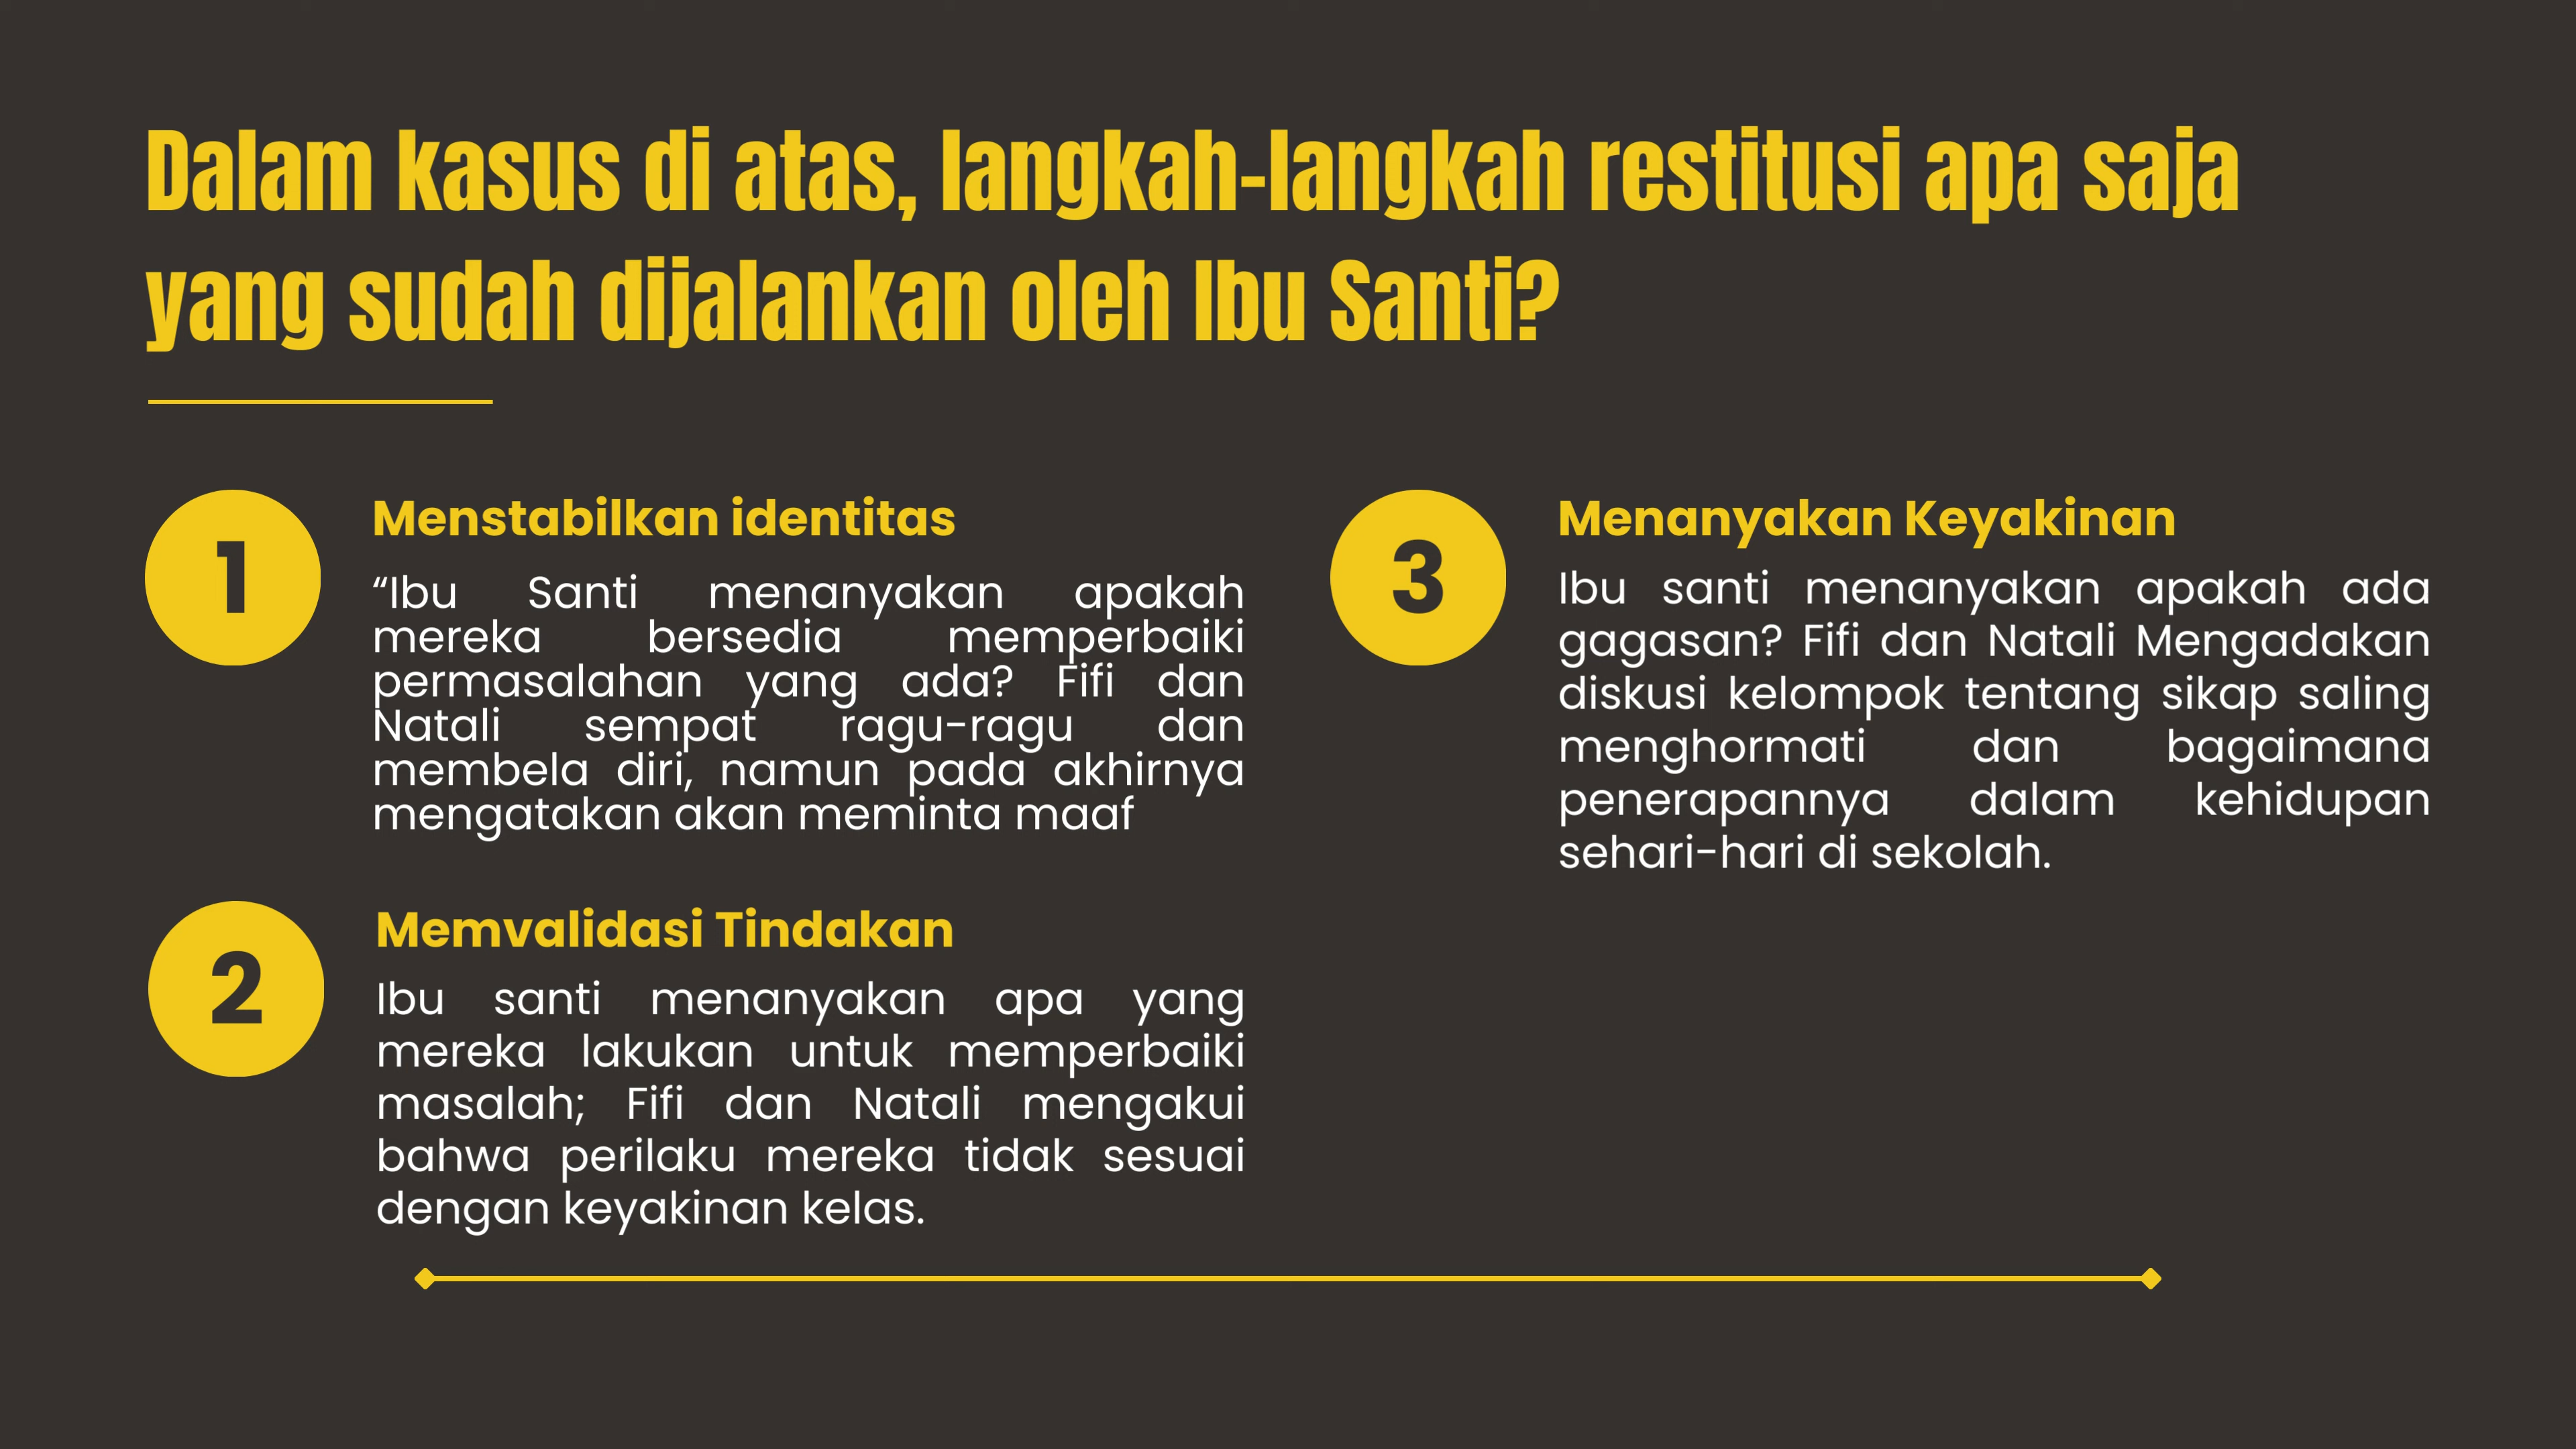 Dalam kasus di atas, langkah-langkah restitusi apa saja
yang sudah dijalankan oleh Ibu Santi?
1
Menstabilkan identitas
“Ibu Santi menanyakan apakah
mereka bersedia memperbaiki
permasalahan yang ada? Fifi dan
Natali sempat ragu-ragu dan
membela diri, namun pada akhirnya
mengatakan akan meminta maaf
2
Memvalidasi Tindakan
Ibu santi menanyakan apa yang
mereka lakukan untuk memperbaiki
masalah; Fifi dan Natali mengakui
bahwa perilaku mereka tidak sesuai
dengan keyakinan kelas.
3
Menanyakan Keyakinan
Ibu santi menanyakan apakah ada
gagasan? Fifi dan Natali Mengadakan
diskusi kelompok tentang sikap saling
menghormati dan bagaimana
penerapannya dalam kehidupan
sehari-hari di sekolah.